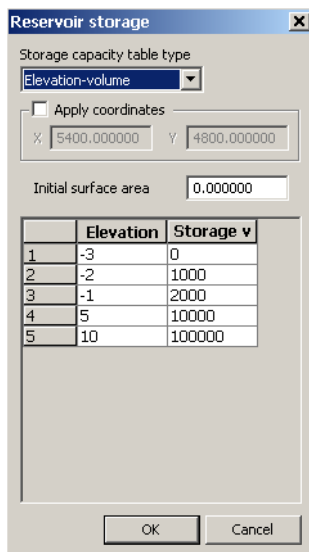 Reservoir storage
Storage capacity table type
Elevation-volume
Apply coordinates
X 5400.000000 Y 4800.000000
Initial surface area 0.000000
Elevation Storage v
1 -3 0
2 -2 1000
3 -1 2000
4 5 10000
5 10 100000
OK Cancel